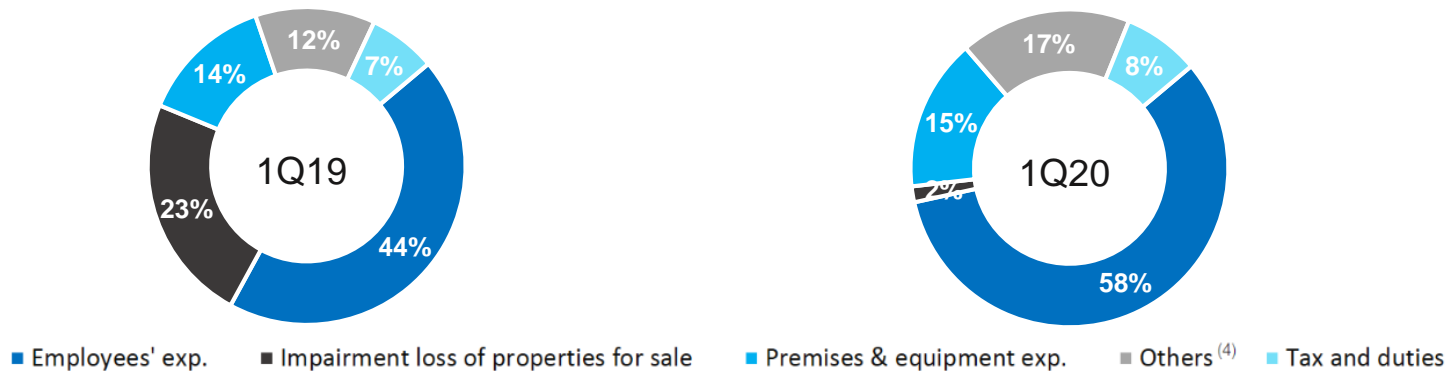 12%
7%
14%
1Q19
23%
44%
17%
8%
15%
1Q20
2%
58%
Employees' exp.
Impairment loss of properties for sale
Premises & equipment exp.
Others (4)
Tax and duties